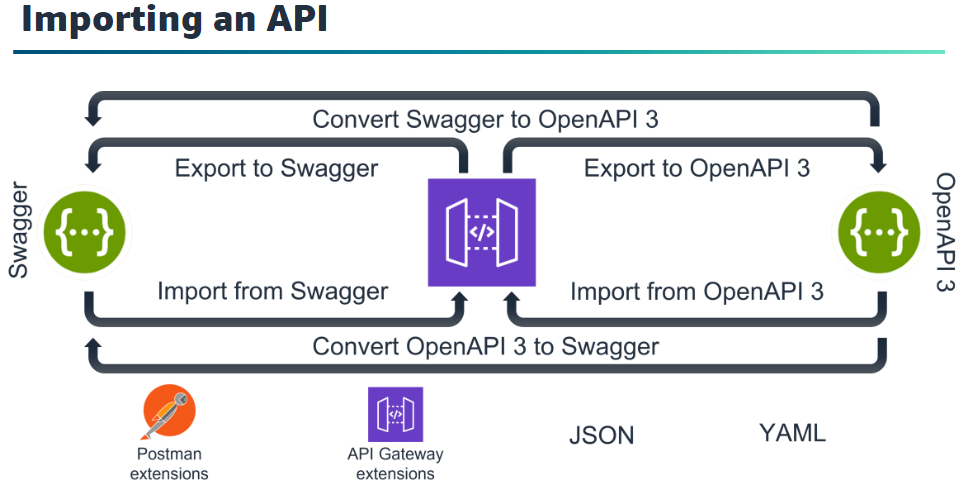 Importing an API
Convert Swagger to OpenAPI 3
Export to Swagger
Export to OpenAPI 3
Swagger
{...}
</>
{...}
OpenAPI 3
Import from Swagger
Import from OpenAPI 3
Convert OpenAPI 3 to Swagger
Postman
extensions
</>
API Gateway
extensions
JSON
YAML